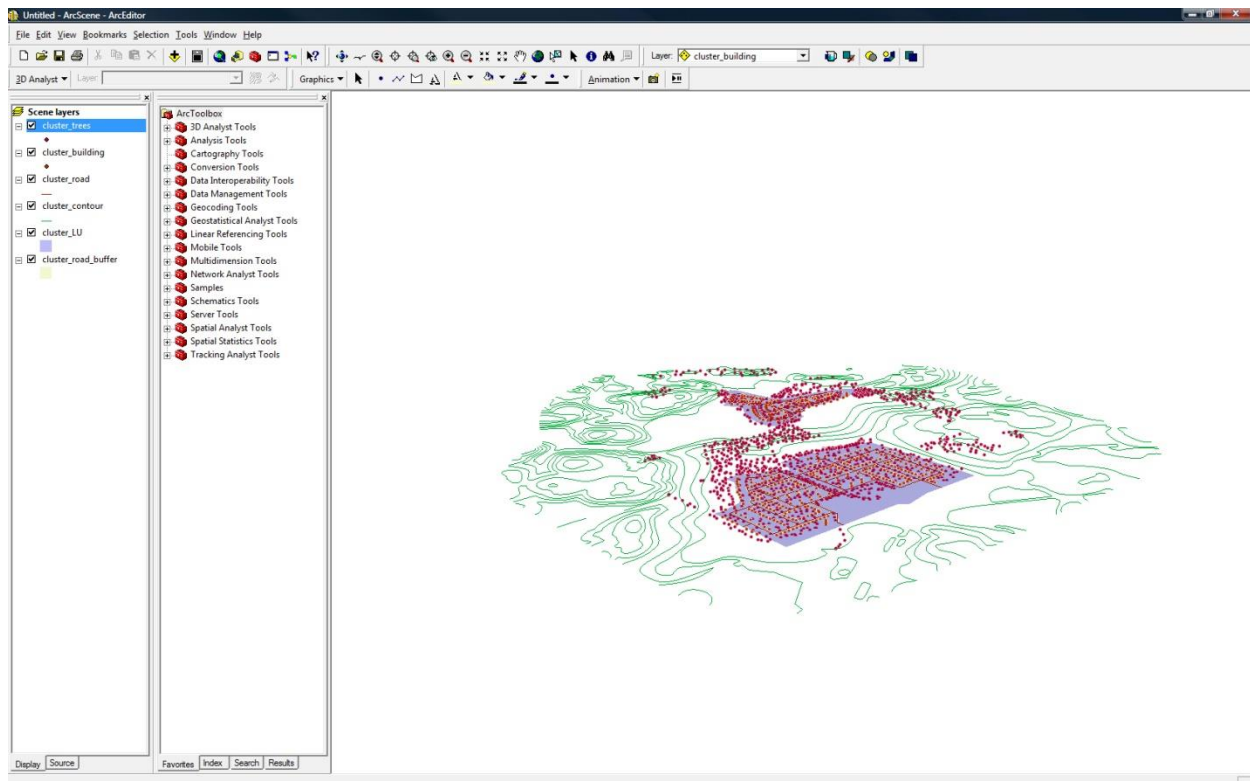 Untitled - ArcScene - ArcEditor
File Edit View Bookmarks Selection Tools Window Help
Layer: cluster_building
3D Analyst Layer: Graphics Animation
Scene layers
cluster_trees
cluster_building
cluster_road
cluster_contour
cluster_LU
cluster_road_buffer
ArcToolbox
3D Analyst Tools
Analysis Tools
Cartography Tools
Conversion Tools
Data Interoperability Tools
Data Management Tools
Geocoding Tools
Geostatistical Analyst Tools
Linear Referencing Tools
Mobile Tools
Multidimension Tools
Network Analyst Tools
Samples
Schematics Tools
Server Tools
Spatial Analyst Tools
Spatial Statistics Tools
Tracking Analyst Tools
Display Source
Favorites Index Search Results